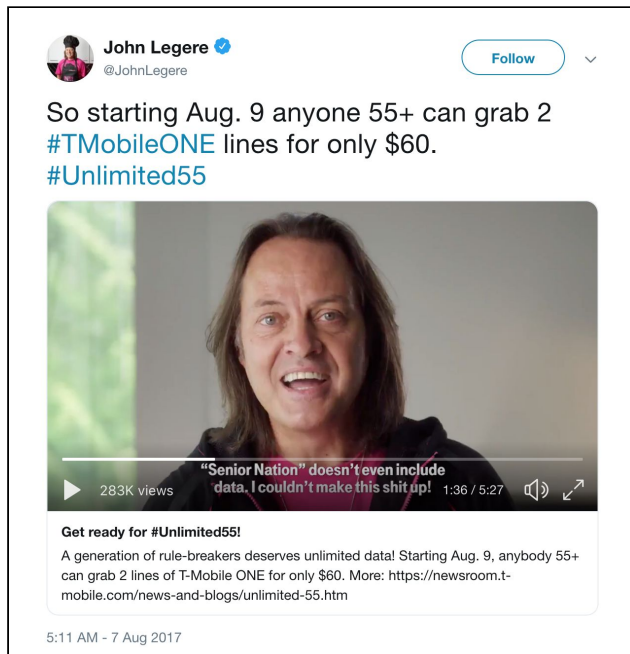 John Legere
@JohnLegere
Follow
So starting Aug. 9 anyone 55+ can grab 2
#TMobileONE lines for only $60.
#Unlimited55
“Senior Nation” doesn’t even include
data. I couldn’t make this shit up!
283K views
1:36 / 5:27
Get ready for #Unlimited55!
A generation of rule-breakers deserves unlimited data! Starting Aug. 9, anybody 55+
can grab 2 lines of T-Mobile ONE for only $60. More: https://newsroom.t-
mobile.com/news-and-blogs/unlimited-55.htm
5:11 AM - 7 Aug 2017